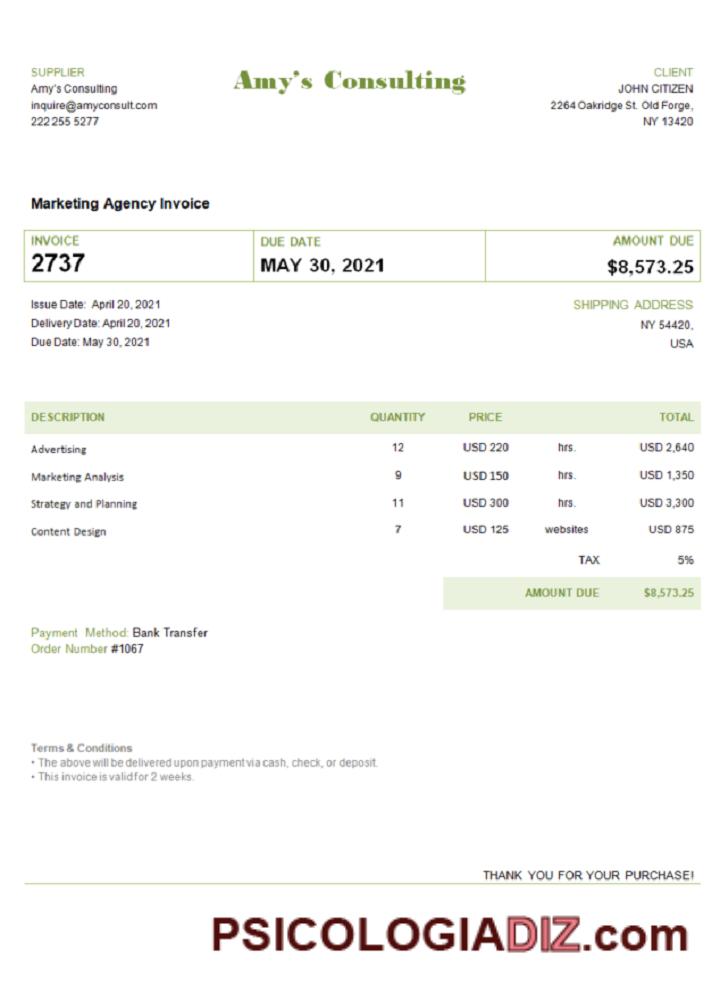 SUPPLIER
Amy's Consulting
inquire@amyconsult.com
222 255 5277
Amy's Consulting
CLIENT
JOHN CITIZEN
2264 Oakridge St. Old Forge,
NY 13420
Marketing Agency Invoice
INVOICE
2737
DUE DATE
MAY 30, 2021
AMOUNT DUE
$8,573.25
Issue Date: April 20, 2021
Delivery Date: April 20, 2021
Due Date: May 30, 2021
SHIPPING ADDRESS
NY 54420,
USA
DESCRIPTION QUANTITY PRICE TOTAL
Advertising 12 USD 220 hrs. USD 2,640
Marketing Analysis 9 USD 150 hrs. USD 1,350
Strategy and Planning 11 USD 300 hrs. USD 3,300
Content Design 7 USD 125 websites USD 875
TAX 5%
AMOUNT DUE $8,573.25
Payment Method: Bank Transfer
Order Number #1067
Terms & Conditions
• The above will be delivered upon payment via cash, check, or deposit.
• This invoice is valid for 2 weeks.
THANK YOU FOR YOUR PURCHASE!
PSICOLOGIADIZ.com